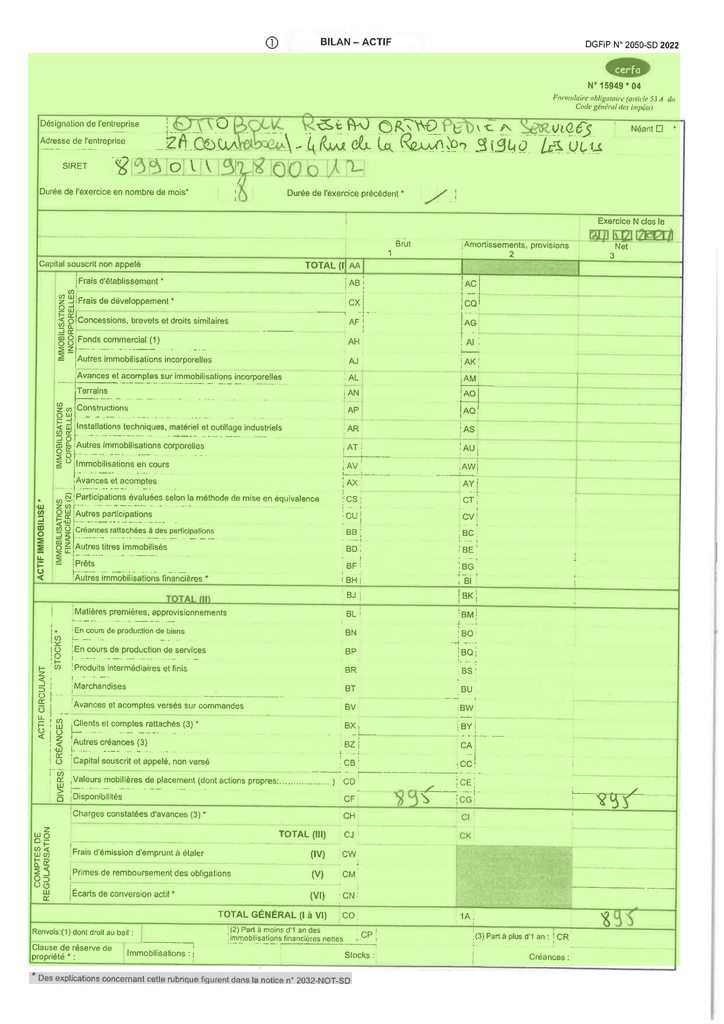 ① BILAN – ACTIF DGFiP N° 2050-SD 2022
cerfa
N° 15949 * 04
Formulaire obligatoire (article 53 A du
Code général des impôts)
Désignation de l'entreprise OTTOBOCK RESEAU ORTHOPEDIE SERVICES Néant ☐ *
Adresse de l'entreprise ZA Courtaboeuf - 4 Rue de la Reunion 91940 LES ULIS
SIRET 89901192800012
Durée de l'exercice en nombre de mois* 8 Durée de l'exercice précédent * /
Exercice N clos le
Brut Amortissements, provisions Net
1 2 3
Capital souscrit non appelé TOTAL (I AA
ACTIF IMMOBILISÉ *
IMMOBILISATIONS INCORPORELLES
Frais d'établissement * AB AC
Frais de développement * CX CQ
Concessions, brevets et droits similaires AF AG
Fonds commercial (1) AH AI
Autres immobilisations incorporelles AJ AK
Avances et acomptes sur immobilisations incorporelles AL AM
IMMOBILISATIONS CORPORELLES
Terrains AN AO
Constructions AP AQ
Installations techniques, matériel et outillage industriels AR AS
Autres immobilisations corporelles AT AU
Immobilisations en cours AV AW
Avances et acomptes AX AY
IMMOBILISATIONS FINANCIÈRES (2)
Participations évaluées selon la méthode de mise en équivalence CS CT
Autres participations CU CV
Créances rattachées à des participations BB BC
Autres titres immobilisés BD BE
Prêts BF BG
Autres immobilisations financières * BH BI
TOTAL (II) BJ BK
ACTIF CIRCULANT
STOCKS *
Matières premières, approvisionnements BL BM
En cours de production de biens BN BO
En cours de production de services BP BQ
Produits intermédiaires et finis BR BS
Marchandises BT BU
Avances et acomptes versés sur commandes BV BW
CRÉANCES
Clients et comptes rattachés (3) * BX BY
Autres créances (3) BZ CA
Capital souscrit et appelé, non versé CB CC
DIVERS
Valeurs mobilières de placement (dont actions propres:.................... ) CD CE
Disponibilités CF 895 CG 895
COMPTES DE REGULARISATION
Charges constatées d'avances (3) * CH CI
TOTAL (III) CJ CK
Frais d'émission d'emprunt à étaler (IV) CW
Primes de remboursement des obligations (V) CM
Écarts de conversion actif * (VI) CN
TOTAL GÉNÉRAL (I à VI) CO 1A 895
Renvois:(1) dont droit au bail : (2) Part à moins d'1 an des immobilisations financières nettes CP (3) Part à plus d'1 an : CR
Clause de réserve de propriété * : Immobilisations : Stocks : Créances :
* Des explications concernant cette rubrique figurent dans la notice n° 2032-NOT-SD